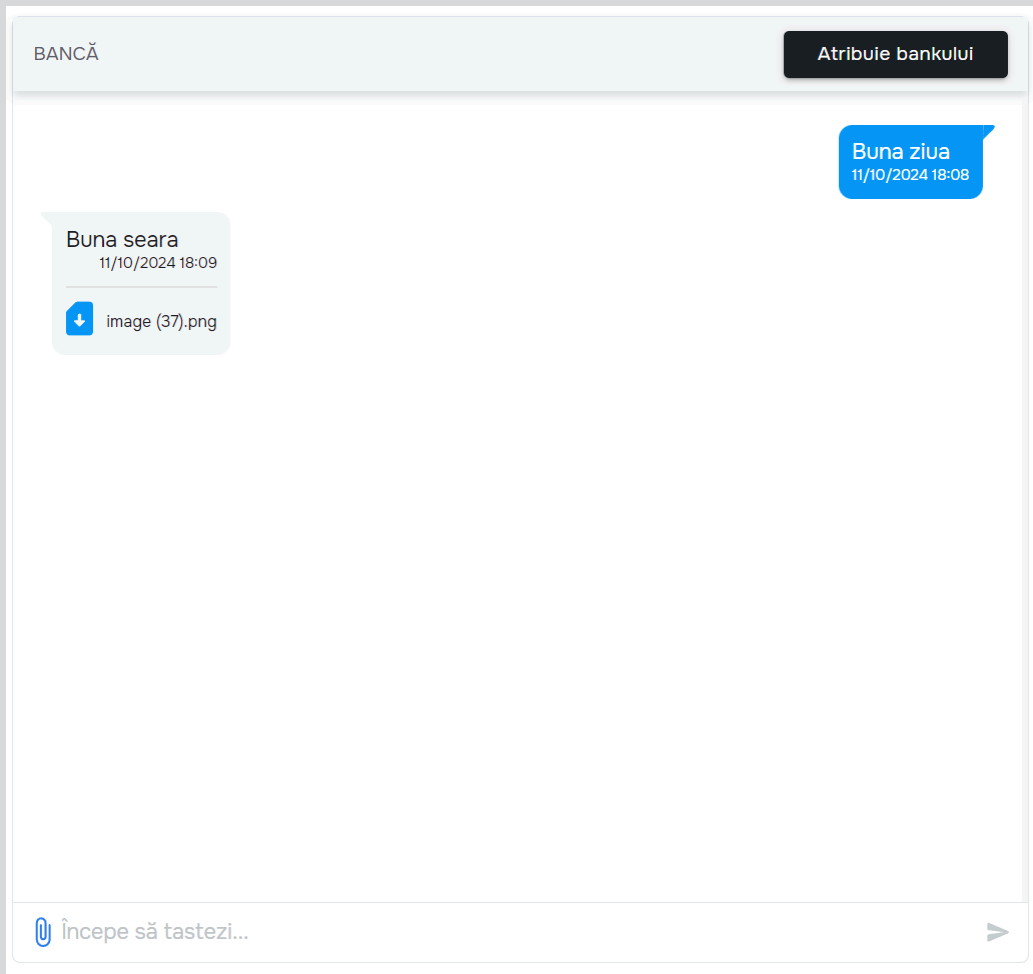 BANCĂ
Atribuie bankului
Buna ziua
11/10/2024 18:08
Buna seara
11/10/2024 18:09
image (37).png
Începe să tastezi...